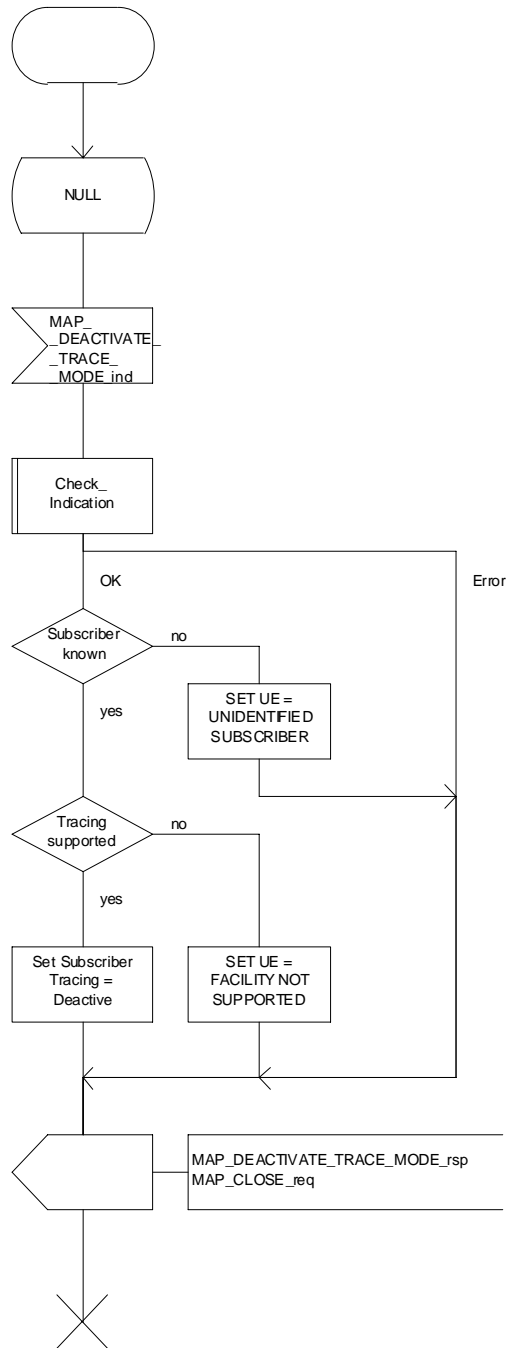 NULL
MAP_
_DEACTIVATE_
_TRACE_
_MODE_ind
Check_
Indication
OK
Error
Subscriber
known
no
yes
SET UE =
UNIDENTIFIED
SUBSCRIBER
Tracing
supported
no
yes
Set Subscriber
Tracing =
Deactive
SET UE =
FACILITY NOT
SUPPORTED
MAP_DEACTIVATE_TRACE_MODE_rsp
MAP_CLOSE_req